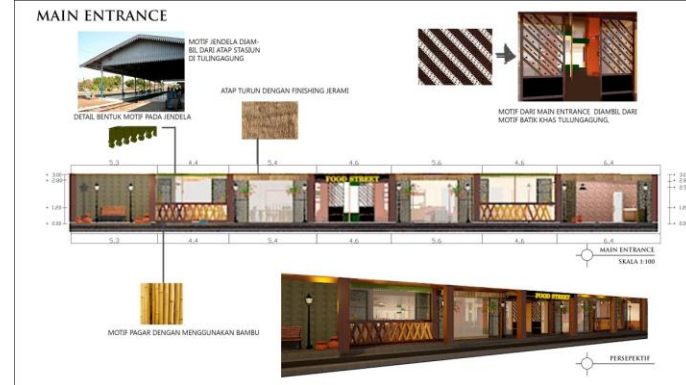 MAIN ENTRANCE
MOTIF JENDELA DIAM-
BIL DARI ATAP STASIUN
DI TULINGAGUNG
DETAIL BENTUK MOTIF PADA JENDELA
ATAP TURUN DENGAN FINISHING JERAMI
MOTIF DARI MAIN ENTRANCE DIAMBIL DARI
MOTIF BATIK KHAS TULUNGAGUNG.
5,3 4,4 5,4 4,6 5,6 4,6 6,4
FOOD STREET
5,3 4,4 5,4 4,6 5,6 4,6 6,4
MAIN ENTRANCE
SKALA 1:100
MOTIF PAGAR DENGAN MENGGUNAKAN BAMBU
FOOD STREET
PERSEPEKTIF